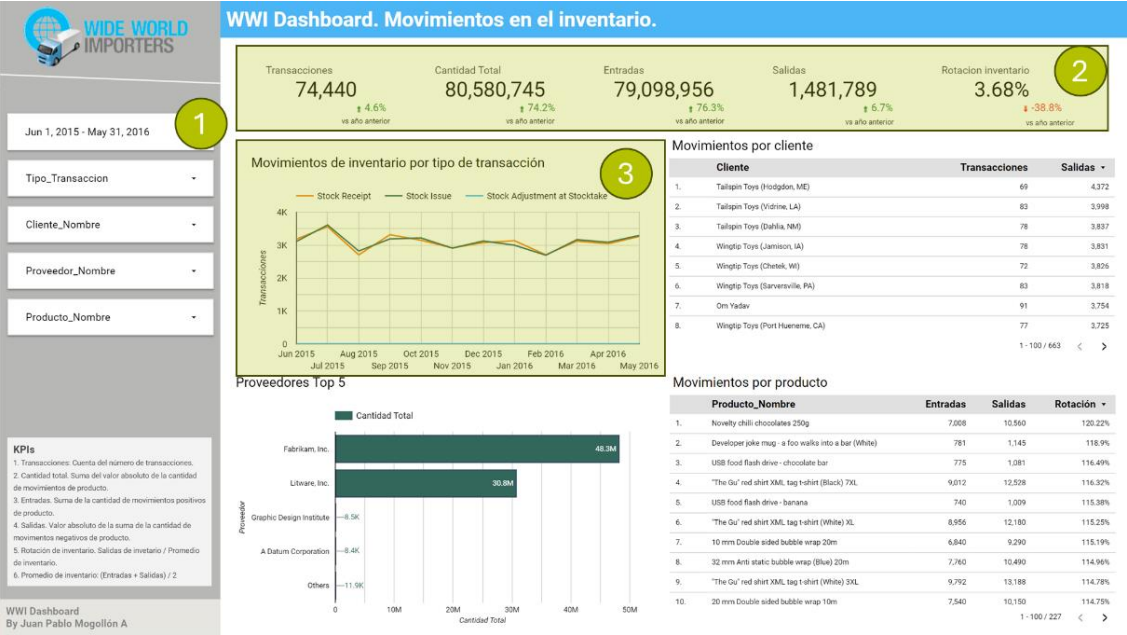 WIDE WORLD
IMPORTERS
WWI Dashboard. Movimientos en el inventario.
1
Jun 1, 2015 - May 31, 2016
Tipo_Transaccion
Cliente_Nombre
Proveedor_Nombre
Producto_Nombre
2
Transacciones
74,440
4.6%
vs año anterior
Cantidad Total
80,580,745
74.2%
vs año anterior
Entradas
79,098,956
76.3%
vs año anterior
Salidas
1,481,789
6.7%
vs año anterior
Rotacion inventario
3.68%
-38.8%
vs año anterior
3
Movimientos de inventario por tipo de transacción
Stock Receipt Stock Issue Stock Adjustment at Stocktake
Transacciones
4K
3K
2K
1K
0
Jun 2015 Aug 2015 Oct 2015 Dec 2015 Feb 2016 Apr 2016
Jul 2015 Sep 2015 Nov 2015 Jan 2016 Mar 2016 May 2016
Movimientos por cliente
Cliente Transacciones Salidas
1. Tailspin Toys (Hodgdon, ME) 69 4,372
2. Tailspin Toys (Vidrine, LA) 83 3,998
3. Tailspin Toys (Dahlia, NM) 78 3,837
4. Wingtip Toys (Jamison, IA) 78 3,831
5. Wingtip Toys (Chetek, WI) 72 3,826
6. Wingtip Toys (Sarversville, PA) 83 3,818
7. Om Yadav 91 3,754
8. Wingtip Toys (Port Hueneme, CA) 77 3,725
1 - 100 / 663 < >
Proveedores Top 5
Cantidad Total
Proveedor
Fabrikam, Inc. 48.3M
Litware, Inc. 30.8M
Graphic Design Institute 8.5K
A Datum Corporation 8.4K
Others 11.9K
0 10M 20M 30M 40M 50M
Cantidad Total
Movimientos por producto
Producto_Nombre Entradas Salidas Rotación
1. Novelty chilli chocolates 250g 7,008 10,560 120.22%
2. Developer joke mug - a foo walks into a bar (White) 781 1,145 118.9%
3. USB food flash drive - chocolate bar 775 1,081 116.49%
4. "The Gu" red shirt XML tag t-shirt (Black) 7XL 9,012 12,528 116.32%
5. USB food flash drive - banana 740 1,009 115.38%
6. "The Gu" red shirt XML tag t-shirt (White) XL 8,956 12,180 115.25%
7. 10 mm Double sided bubble wrap 20m 6,840 9,290 115.19%
8. 32 mm Anti static bubble wrap (Blue) 20m 7,760 10,490 114.96%
9. "The Gu" red shirt XML tag t-shirt (White) 3XL 9,792 13,188 114.78%
10. 20 mm Double sided bubble wrap 10m 7,540 10,150 114.75%
1 - 100 / 227 < >
KPIs
1. Transacciones: Cuenta del número de transacciones.
2. Cantidad total. Suma del valor absoluto de la cantidad
de movimientos de producto.
3. Entradas. Suma de la cantidad de movimientos positivos
de producto.
4. Salidas. Valor absoluto de la suma de la cantidad de
movimentos negativos de producto.
5. Rotación de inventario. Salidas de invetario / Promedio
de inventario.
6. Promedio de inventario: (Entradas + Salidas) / 2
WWI Dashboard
By Juan Pablo Mogollón A